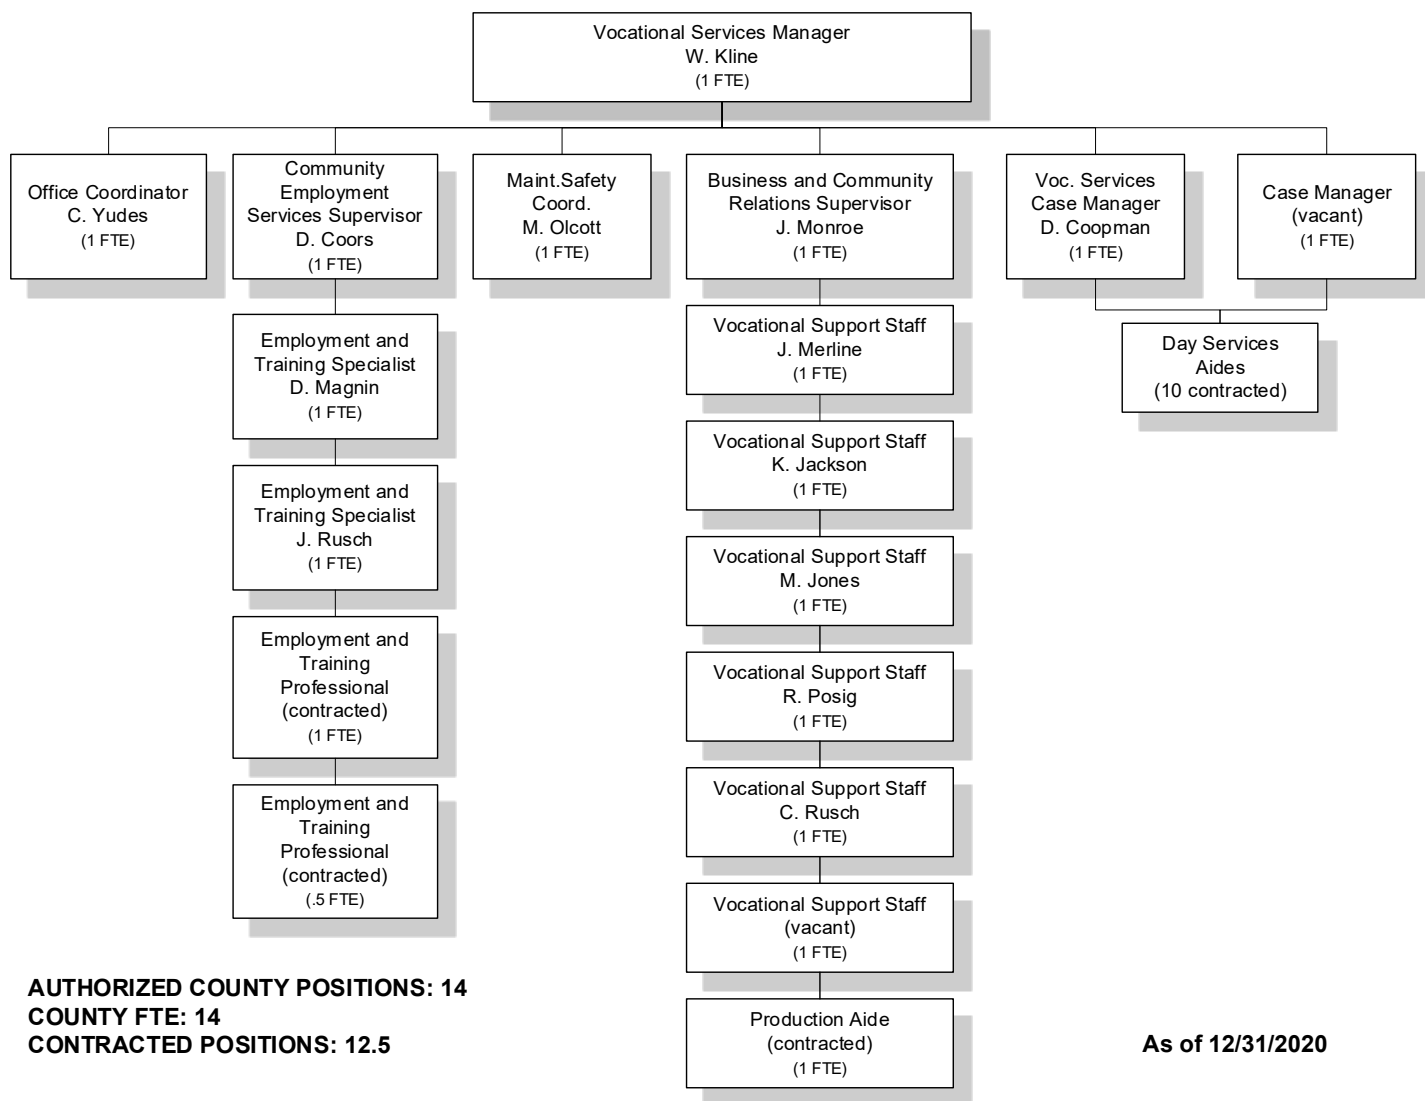 Vocational Services Manager
W. Kline
(1 FTE)
Office Coordinator
C. Yudes
(1 FTE)
Community
Employment
Services Supervisor
D. Coors
(1 FTE)
Maint.Safety
Coord.
M. Olcott
(1 FTE)
Business and Community
Relations Supervisor
J. Monroe
(1 FTE)
Voc. Services
Case Manager
D. Coopman
(1 FTE)
Case Manager
(vacant)
(1 FTE)
Employment and
Training Specialist
D. Magnin
(1 FTE)
Employment and
Training Specialist
J. Rusch
(1 FTE)
Employment and
Training
Professional
(contracted)
(1 FTE)
Employment and
Training
Professional
(contracted)
(.5 FTE)
Vocational Support Staff
J. Merline
(1 FTE)
Vocational Support Staff
K. Jackson
(1 FTE)
Vocational Support Staff
M. Jones
(1 FTE)
Vocational Support Staff
R. Posig
(1 FTE)
Vocational Support Staff
C. Rusch
(1 FTE)
Vocational Support Staff
(vacant)
(1 FTE)
Production Aide
(contracted)
(1 FTE)
Day Services
Aides
(10 contracted)
AUTHORIZED COUNTY POSITIONS: 14
COUNTY FTE: 14
CONTRACTED POSITIONS: 12.5
As of 12/31/2020